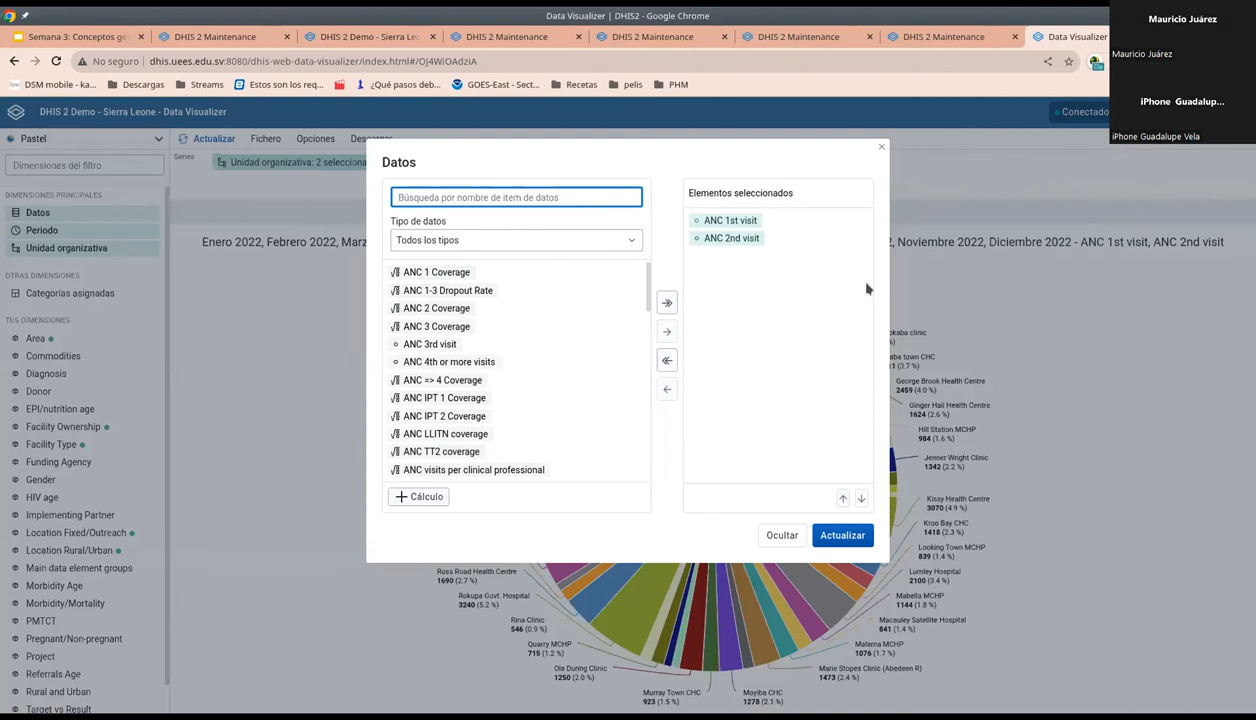 Data Visualizer | DHIS2 - Google Chrome
Semana 3: Conceptos ge
DHIS 2 Maintenance
DHIS 2 Demo - Sierra Leone
DHIS 2 Maintenance
DHIS 2 Maintenance
DHIS 2 Maintenance
DHIS 2 Maintenance
Data Visualizer
No seguro
dhis.uees.edu.sv:8080/dhis-web-data-visualizer/index.html#/OJ4WiOAdziA
DSM mobile - ka...
Descargas
Streams
Estos son los req...
¿Qué pasos deb...
GOES-East - Sect...
Recetas
pelis
PHM
Mauricio Juárez
Mauricio Juárez
iPhone Guadalup...
iPhone Guadalupe Vela
DHIS 2 Demo - Sierra Leone - Data Visualizer
Conectado
Pastel
Actualizar
Fichero
Opciones
Descargar
Dimensiones del filtro
Series
Unidad organizativa: 2 selecciona
DIMENSIONES PRINCIPALES
Datos
Periodo
Unidad organizativa
OTRAS DIMENSIONES
Categorías asignadas
TUS DIMENSIONES
Area
Commodities
Diagnosis
Donor
EPI/nutrition age
Facility Ownership
Facility Type
Funding Agency
Gender
HIV age
Implementing Partner
Location Fixed/Outreach
Location Rural/Urban
Main data element groups
Morbidity Age
Morbidity/Mortality
PMTCT
Pregnant/Non-pregnant
Project
Referrals Age
Rural and Urban
Target vs Result
Enero 2022, Febrero 2022, Marz
2, Noviembre 2022, Diciembre 2022 - ANC 1st visit, ANC 2nd visit
Datos
Búsqueda por nombre de item de datos
Tipo de datos
Todos los tipos
ANC 1 Coverage
ANC 1-3 Dropout Rate
ANC 2 Coverage
ANC 3 Coverage
ANC 3rd visit
ANC 4th or more visits
ANC => 4 Coverage
ANC IPT 1 Coverage
ANC IPT 2 Coverage
ANC LLITN coverage
ANC TT2 coverage
ANC visits per clinical professional
Cálculo
Elementos seleccionados
ANC 1st visit
ANC 2nd visit
Ocultar
Actualizar
okaba clinic
aba town CHC
11 (3.7 %)
George Brook Health Centre
2459 (4.0 %)
Ginger Hall Health Centre
1624 (2.6 %)
Hill Station MCHP
984 (1.6 %)
Jenner Wright Clinic
1342 (2.2 %)
Kissy Health Centre
3070 (4.9 %)
Kroo Bay CHC
1418 (2.3 %)
Looking Town MCHP
839 (1.4 %)
Lumley Hospital
2100 (3.4 %)
Mabella MCHP
1144 (1.8 %)
Macauley Satellite Hospital
841 (1.4 %)
Malama MCHP
1076 (1.7 %)
Marie Stopes Clinic (Abedeen R)
1473 (2.4 %)
Moyiba CHC
1278 (2.1 %)
Murray Town CHC
923 (1.5 %)
Ola During Clinic
1250 (2.0 %)
Quarry MCHP
715 (1.2 %)
Rina Clinic
546 (0.9 %)
Rokupa Govt. Hospital
3240 (5.2 %)
Ross Road Health Centre
1690 (2.7 %)